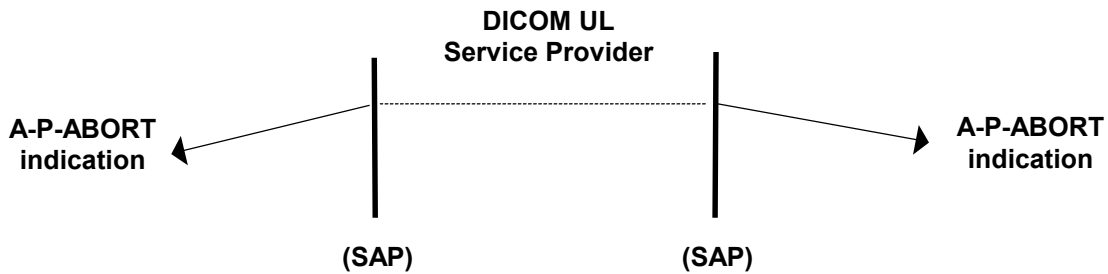 DICOM UL
Service Provider
A-P-ABORT
indication
A-P-ABORT
indication
(SAP)
(SAP)